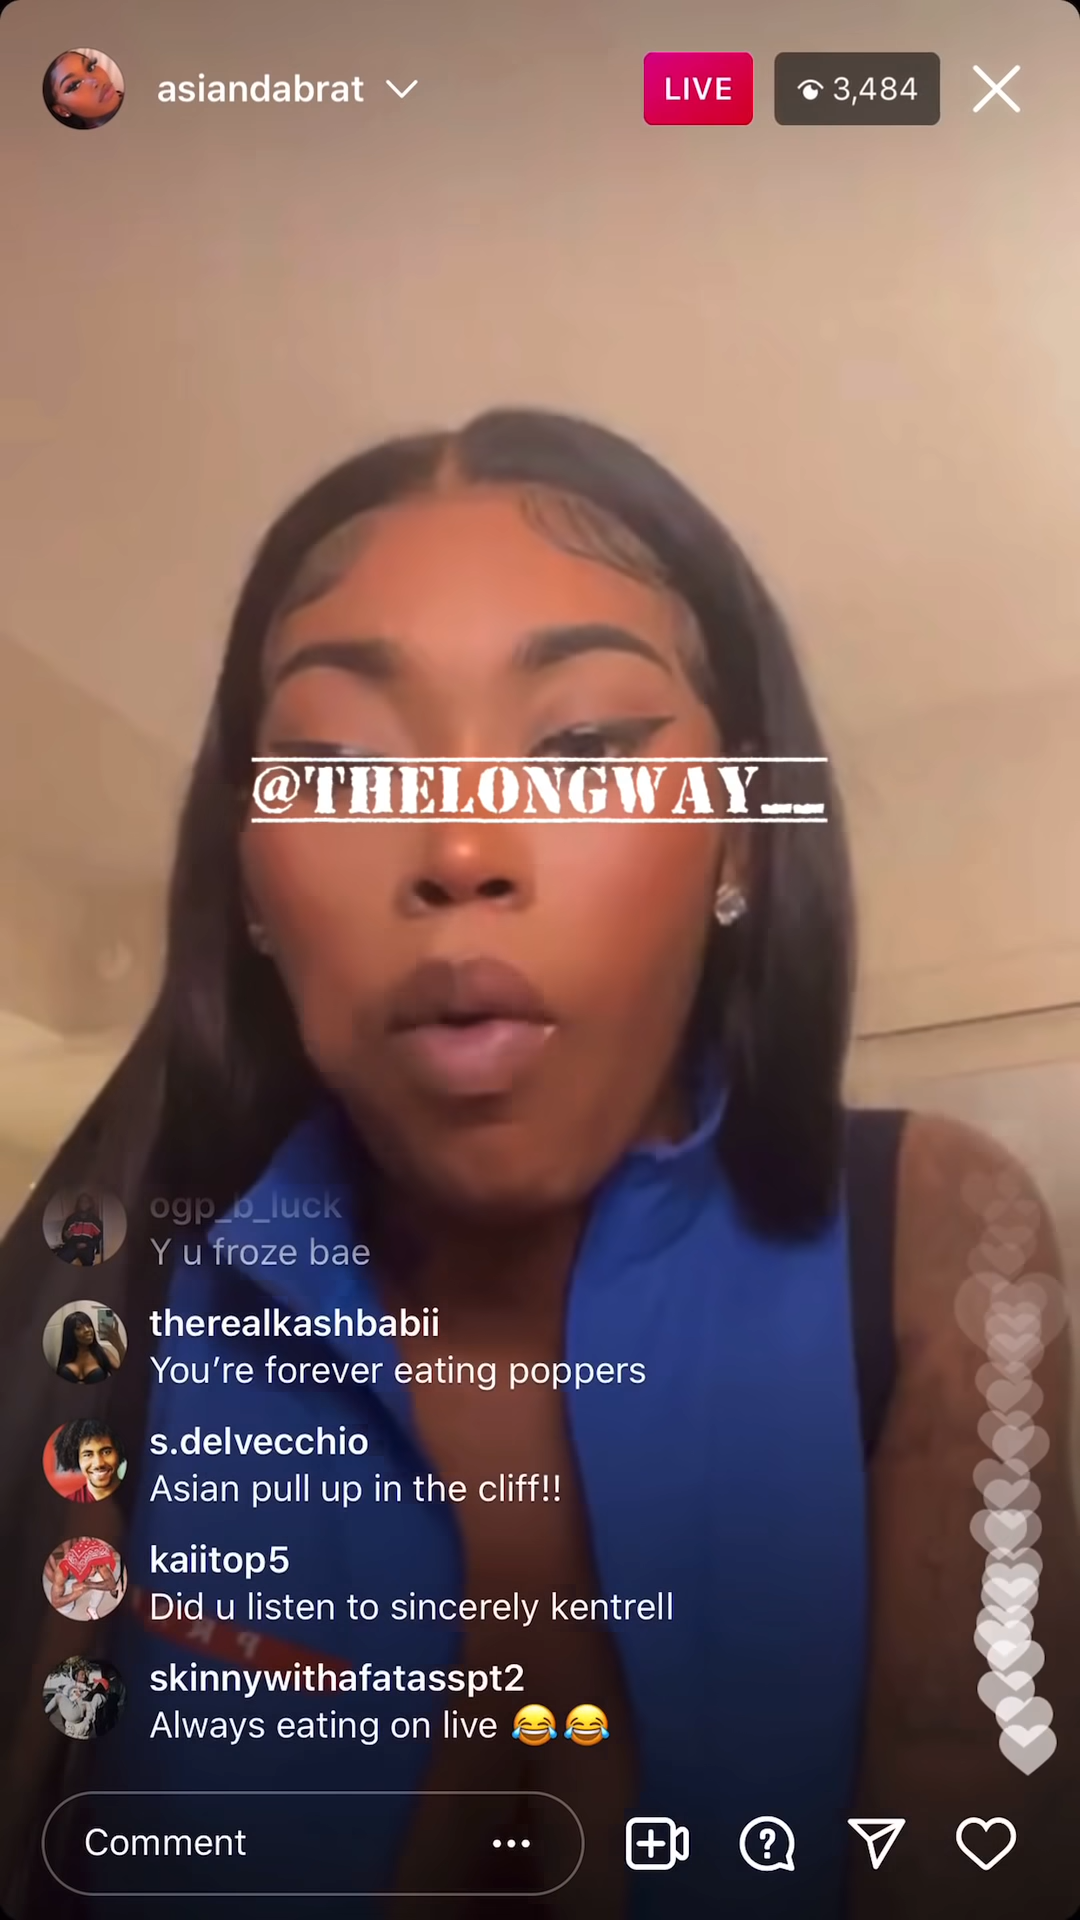 asiandabrat
LIVE
3,484
@THELONGWAY__
ogp_b_luck
Y u froze bae
therealkashbabii
You’re forever eating poppers
s.delvecchio
Asian pull up in the cliff!!
kaiitop5
Did u listen to sincerely kentrell
skinnywithafatasspt2
Always eating on live 😂😂
Comment